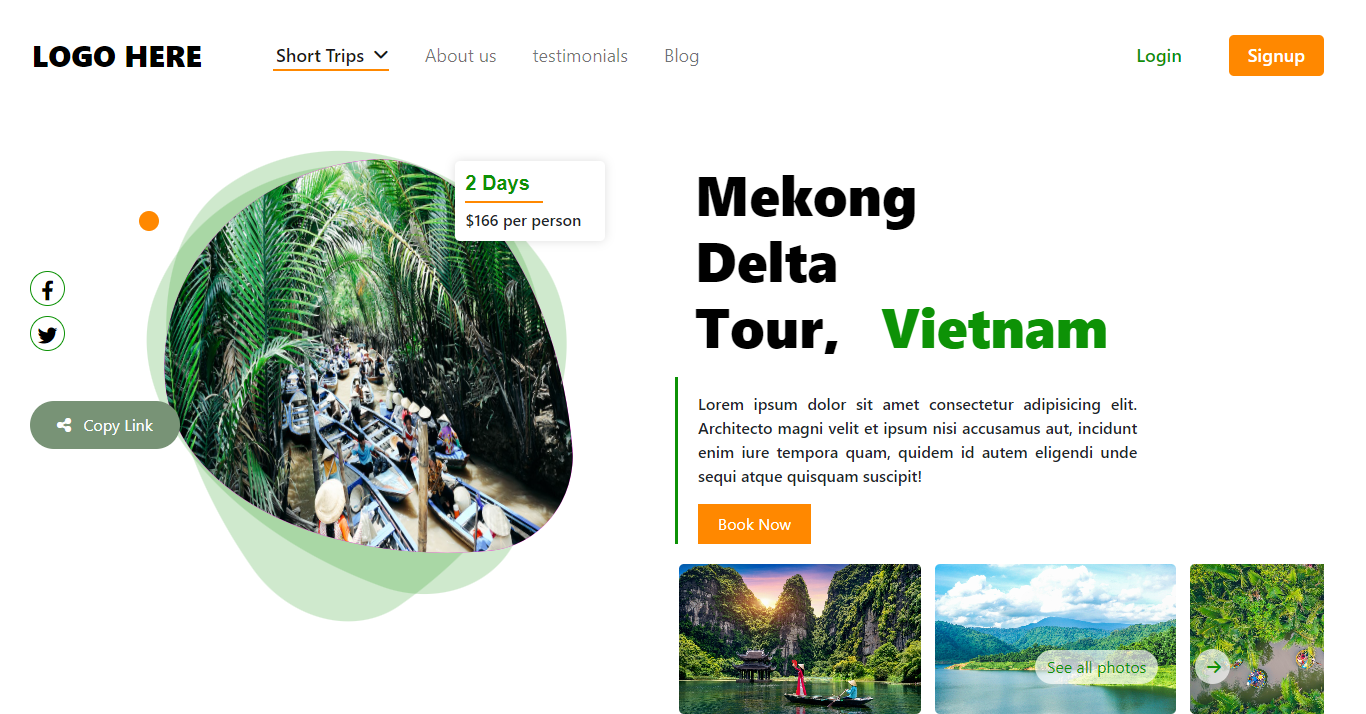 LOGO HERE
Short Trips
About us
testimonials
Blog
Login
Signup
2 Days
$166 per person
Copy Link
Mekong
Delta
Tour, Vietnam
Lorem ipsum dolor sit amet consectetur adipisicing elit.
Architecto magni velit et ipsum nisi accusamus aut, incidunt
enim iure tempora quam, quidem id autem eligendi unde
sequi atque quisquam suscipit!
Book Now
See all photos